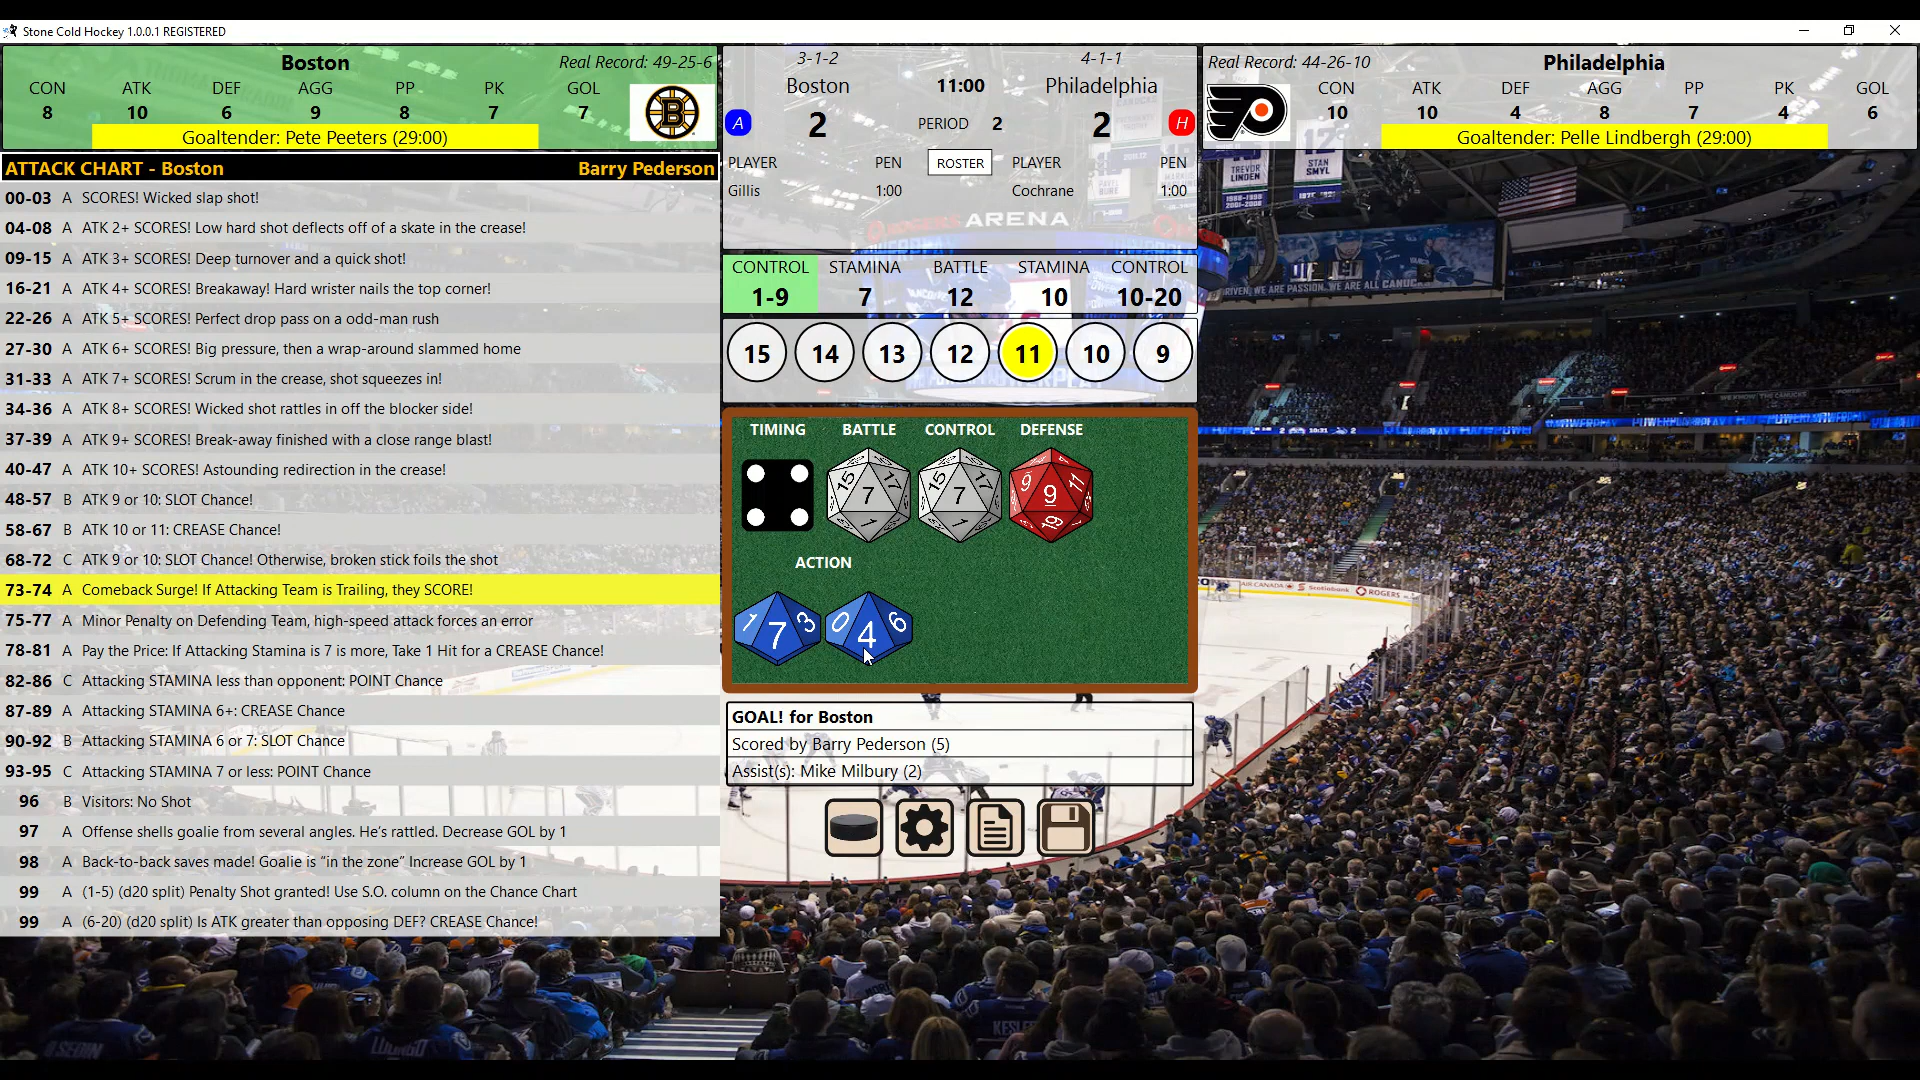 Stone Cold Hockey 1.0.0.1 REGISTERED
Boston
Real Record: 49-25-6
CON ATK DEF AGG PP PK GOL
8 10 6 9 8 7 7
Goaltender: Pete Peeters (29:00)
ATTACK CHART - Boston Barry Pederson
00-03 A SCORES! Wicked slap shot!
04-08 A ATK 2+ SCORES! Low hard shot deflects off of a skate in the crease!
09-15 A ATK 3+ SCORES! Deep turnover and a quick shot!
16-21 A ATK 4+ SCORES! Breakaway! Hard wrister nails the top corner!
22-26 A ATK 5+ SCORES! Perfect drop pass on a odd-man rush
27-30 A ATK 6+ SCORES! Big pressure, then a wrap-around slammed home
31-33 A ATK 7+ SCORES! Scrum in the crease, shot squeezes in!
34-36 A ATK 8+ SCORES! Wicked shot rattles in off the blocker side!
37-39 A ATK 9+ SCORES! Break-away finished with a close range blast!
40-47 A ATK 10+ SCORES! Astounding redirection in the crease!
48-57 B ATK 9 or 10: SLOT Chance!
58-67 B ATK 10 or 11: CREASE Chance!
68-72 C ATK 9 or 10: SLOT Chance! Otherwise, broken stick foils the shot
73-74 A Comeback Surge! If Attacking Team is Trailing, they SCORE!
75-77 A Minor Penalty on Defending Team, high-speed attack forces an error
78-81 A Pay the Price: If Attacking Stamina is 7 is more, Take 1 Hit for a CREASE Chance!
82-86 C Attacking STAMINA less than opponent: POINT Chance
87-89 A Attacking STAMINA 6+: CREASE Chance
90-92 B Attacking STAMINA 6 or 7: SLOT Chance
93-95 C Attacking STAMINA 7 or less: POINT Chance
96 B Visitors: No Shot
97 A Offense shells goalie from several angles. He's rattled. Decrease GOL by 1
98 A Back-to-back saves made! Goalie is "in the zone" Increase GOL by 1
99 A (1-5) (d20 split) Penalty Shot granted! Use S.O. column on the Chance Chart
99 A (6-20) (d20 split) Is ATK greater than opposing DEF? CREASE Chance!
3-1-2 4-1-1
Boston 11:00 Philadelphia
A 2 PERIOD 2 2 H
PLAYER PEN ROSTER PLAYER PEN
Gillis 1:00 Cochrane 1:00
ARENA
CONTROL STAMINA BATTLE STAMINA CONTROL
1-9 7 12 10 10-20
15 14 13 12 11 10 9
TIMING BATTLE CONTROL DEFENSE
15 7 17 1
15 7 17 1
9 9 11 19
ACTION
1 7 3
0 4 6
GOAL! for Boston
Scored by Barry Pederson (5)
Assist(s): Mike Milbury (2)
Real Record: 44-26-10
Philadelphia
CON ATK DEF AGG PP PK GOL
10 10 4 8 7 4 6
Goaltender: Pelle Lindbergh (29:00)
TREVOR
LINDEN
STAN
SMYL
AIR CANADA Scotiabank ROGERS